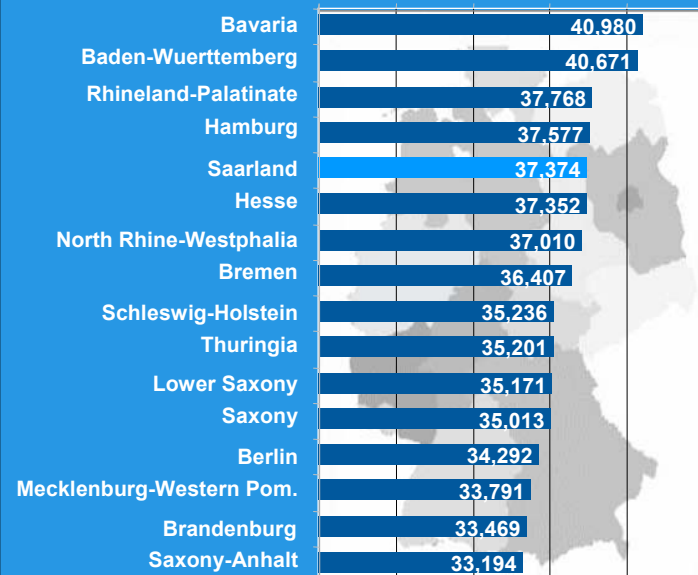 Bavaria 40,980
Baden-Wuerttemberg 40,671
Rhineland-Palatinate 37,768
Hamburg 37,577
Saarland 37,374
Hesse 37,352
North Rhine-Westphalia 37,010
Bremen 36,407
Schleswig-Holstein 35,236
Thuringia 35,201
Lower Saxony 35,171
Saxony 35,013
Berlin 34,292
Mecklenburg-Western Pom. 33,791
Brandenburg 33,469
Saxony-Anhalt 33,194